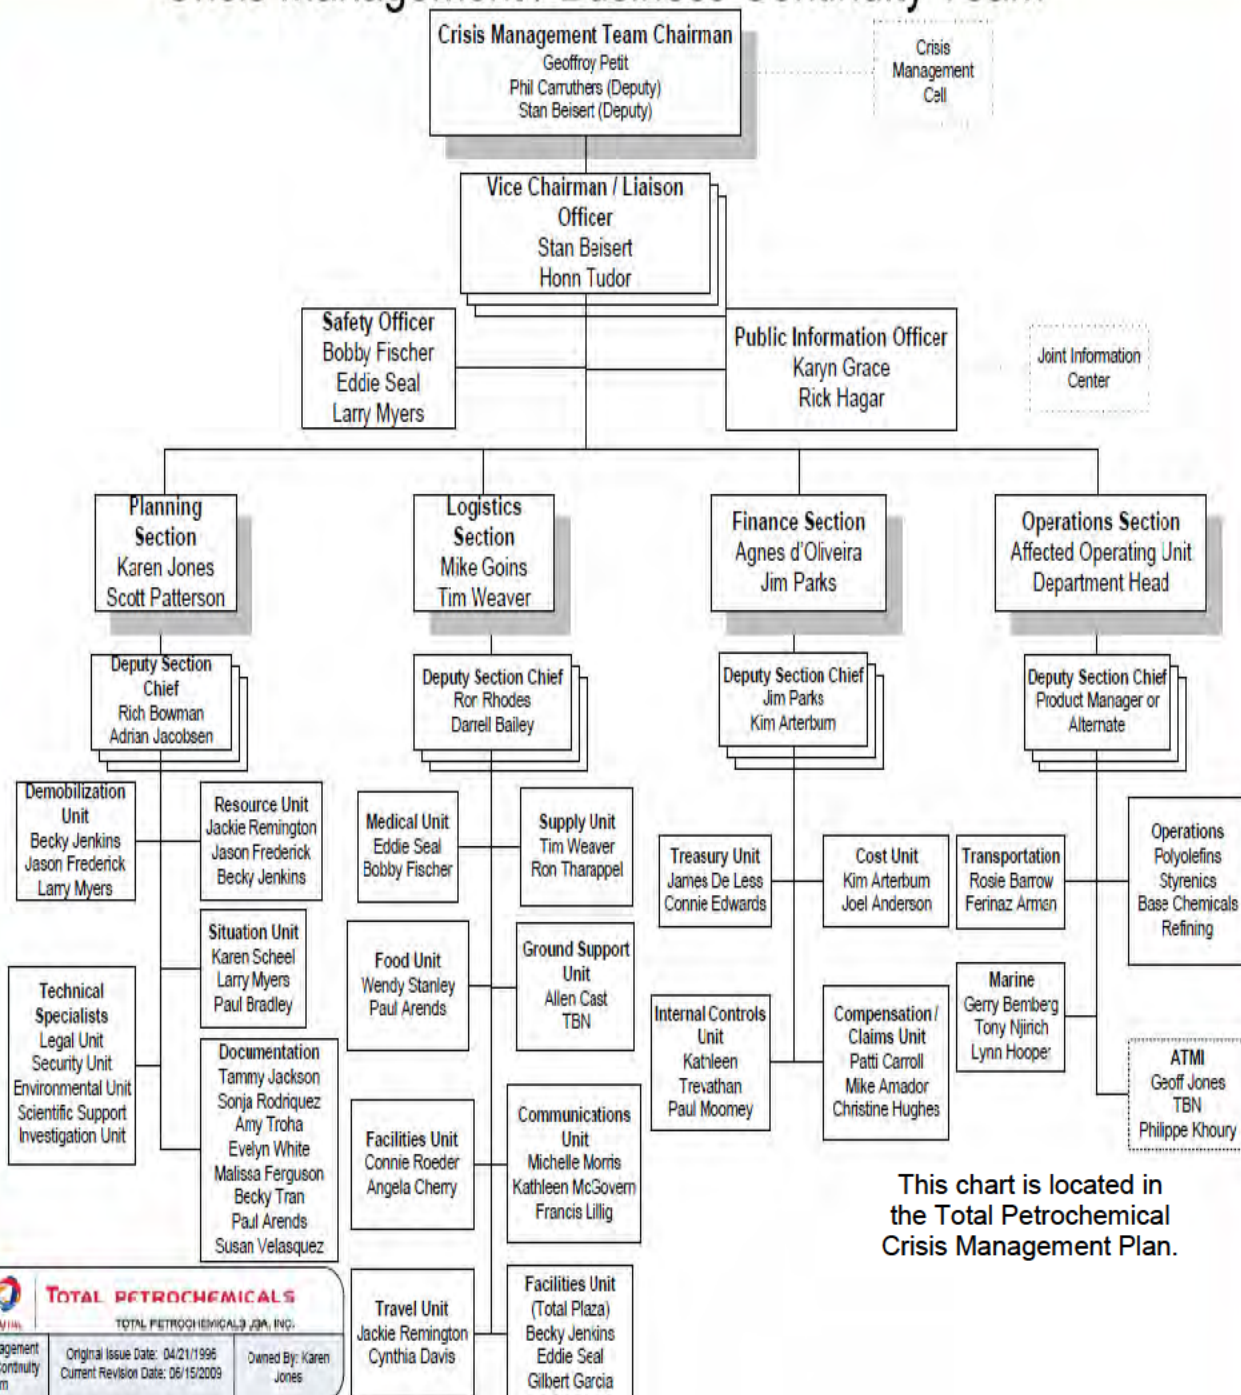 Crisis Management / Business Continuity Team
Crisis Management Team Chairman
Geoffroy Petit
Phil Carruthers (Deputy)
Stan Beisert (Deputy)
Crisis
Management
Cell
Vice Chairman / Liaison
Officer
Stan Beisert
Honn Tudor
Safety Officer
Bobby Fischer
Eddie Seal
Larry Myers
Public Information Officer
Karyn Grace
Rick Hagar
Joint Information
Center
Planning
Section
Karen Jones
Scott Patterson
Logistics
Section
Mike Goins
Tim Weaver
Finance Section
Agnes d'Oliveira
Jim Parks
Operations Section
Affected Operating Unit
Department Head
Deputy Section
Chief
Rich Bowman
Adrian Jacobsen
Deputy Section Chief
Ron Rhodes
Darrell Bailey
Deputy Section Chief
Jim Parks
Kim Arterburn
Deputy Section Chief
Product Manager or
Alternate
Demobilization
Unit
Becky Jenkins
Jason Frederick
Larry Myers
Resource Unit
Jackie Remington
Jason Frederick
Becky Jenkins
Situation Unit
Karen Scheel
Larry Myers
Paul Bradley
Technical
Specialists
Legal Unit
Security Unit
Environmental Unit
Scientific Support
Investigation Unit
Documentation
Tammy Jackson
Sonja Rodriquez
Amy Troha
Evelyn White
Malissa Ferguson
Becky Tran
Paul Arends
Susan Velasquez
Medical Unit
Eddie Seal
Bobby Fischer
Supply Unit
Tim Weaver
Ron Tharappel
Food Unit
Wendy Stanley
Paul Arends
Ground Support
Unit
Allen Cast
TBN
Facilities Unit
Connie Roeder
Angela Cherry
Communications
Unit
Michelle Morris
Kathleen McGovern
Francis Lillig
Travel Unit
Jackie Remington
Cynthia Davis
Facilities Unit
(Total Plaza)
Becky Jenkins
Eddie Seal
Gilbert Garcia
Treasury Unit
James De Less
Connie Edwards
Cost Unit
Kim Arterburn
Joel Anderson
Internal Controls
Unit
Kathleen
Trevathan
Paul Moomey
Compensation /
Claims Unit
Patti Carroll
Mike Amador
Christine Hughes
Transportation
Rosie Barrow
Ferinaz Arman
Operations
Polyolefins
Styrenics
Base Chemicals
Refining
Marine
Gerry Bemberg
Tony Njirich
Lynn Hooper
ATMI
Geoff Jones
TBN
Philippe Khoury
This chart is located in
the Total Petrochemical
Crisis Management Plan.
TOTAL PETROCHEMICALS
TOTAL PETROCHEMICALS USA, INC.
Original Issue Date: 04/21/1996
Current Revision Date: 06/15/2009
Owned By: Karen
Jones